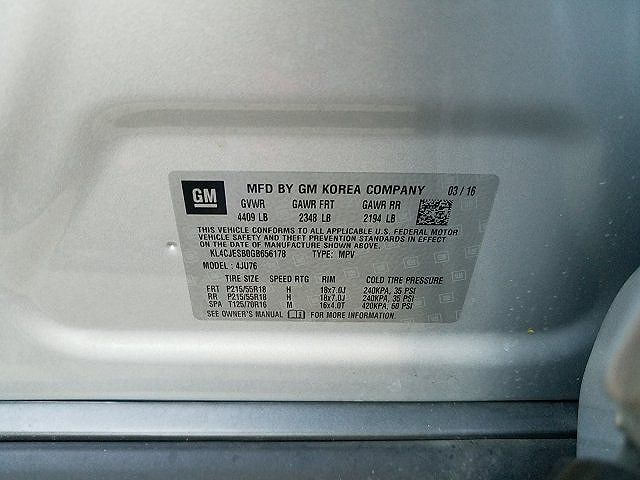 GM MFD BY GM KOREA COMPANY 03/16
GVWR GAWR FRT GAWR RR
4409 LB 2348 LB 2194 LB
THIS VEHICLE CONFORMS TO ALL APPLICABLE U.S. FEDERAL MOTOR
VEHICLE SAFETY AND THEFT PREVENTION STANDARDS IN EFFECT
ON THE DATE OF MANUFACTURE SHOWN ABOVE.
KL4CJESB0GB656178 TYPE: MPV
MODEL: 4JU76
TIRE SIZE SPEED RTG RIM COLD TIRE PRESSURE
FRT P215/55R18 H 18x7.0J 240KPA, 35 PSI
RR P215/55R18 H 18x7.0J 240KPA, 35 PSI
SPA T125/70R16 M 16x4.0T 420KPA, 60 PSI
SEE OWNER'S MANUAL FOR MORE INFORMATION.